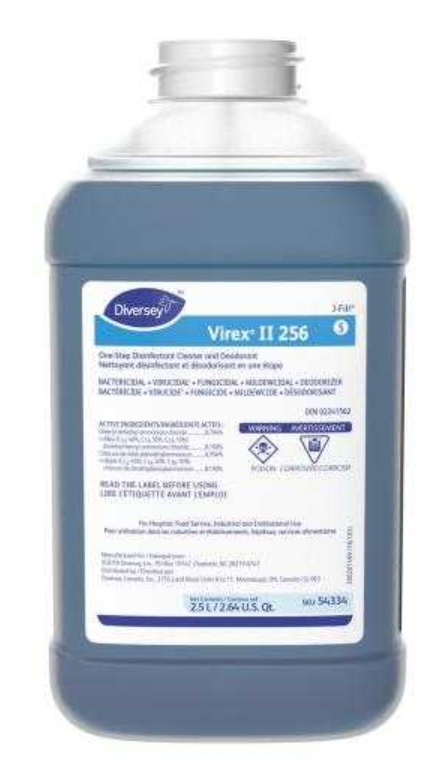 Diversey
J-Fill®
Virex® II 256
5
One-Step Disinfectant Cleaner and Deodorant
Nettoyant désinfectant et désodorisant en une étape
BACTERICIDAL • VIRUCIDAL* • FUNGICIDAL • MILDEWCIDAL • DEODORIZER
BACTÉRICIDE • VIRUCIDE* • FONGICIDE • MILDEWCIDE • DÉSODORISANT
DIN 02241562
ACTIVE INGREDIENTS/INGRÉDIENTS ACTIFS:
WARNING AVERTISSEMENT
POISON / CORROSIVE/CORROSIF
READ THE LABEL BEFORE USING
LIRE L'ÉTIQUETTE AVANT L'EMPLOI
For Hospital, Food Service, Industrial and Institutional Use
Pour utilisation dans les industries et établissements, hôpitaux, services alimentaires
Net Contents / Contenu net
2.5 L / 2.64 U.S. Qt.
SKU 54334